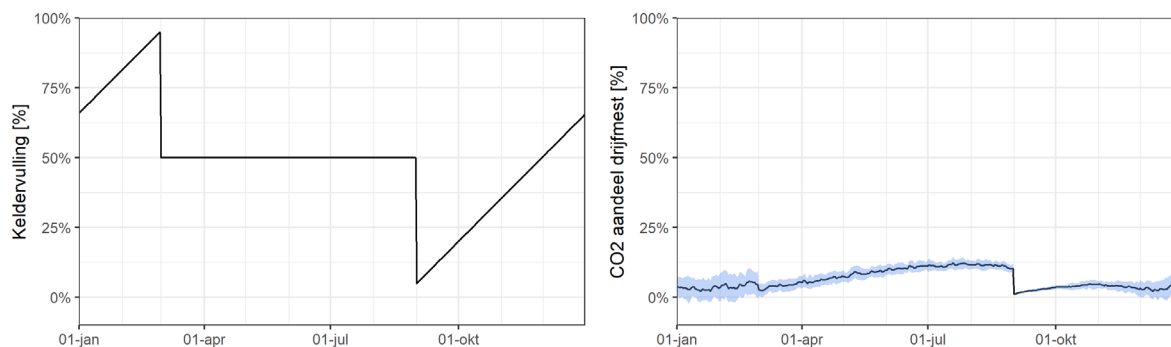 Keldervulling [%]
100%
75%
50%
25%
0%
01-jan
01-apr
01-jul
01-okt
CO2 aandeel drijfmest [%]
100%
75%
50%
25%
0%
01-jan
01-apr
01-jul
01-okt